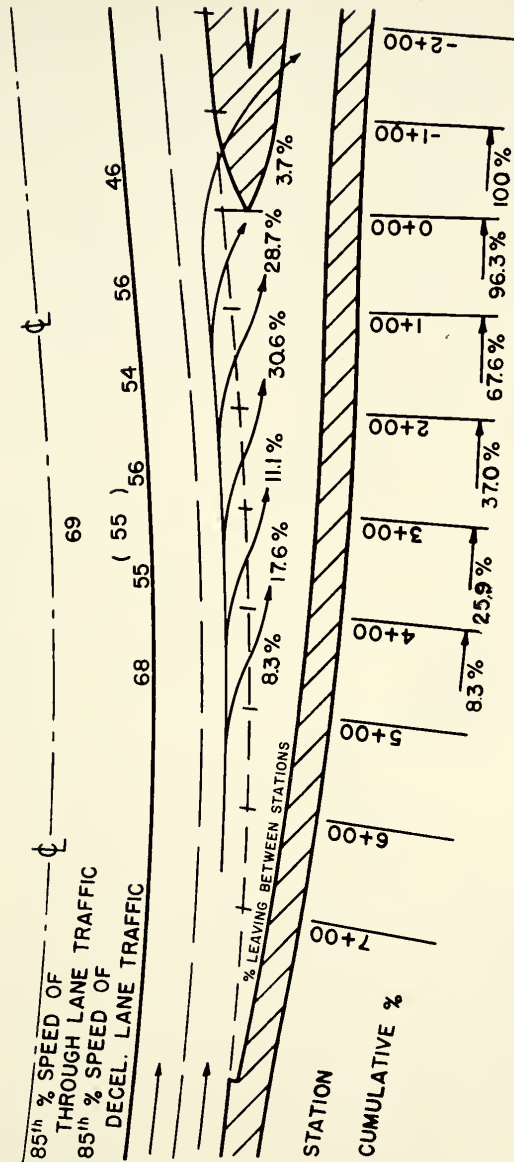 85th % SPEED OF
THROUGH LANE TRAFFIC
85th % SPEED OF
DECEL. LANE TRAFFIC
℄ ℄
69
68 55 ( 55 ) 56 54 56 46
% LEAVING BETWEEN STATIONS
8.3% 17.6% 11.1% 30.6% 28.7% 3.7%
STATION
7+00 6+00 5+00 4+00 3+00 2+00 1+00 0+00 -1+00 -2+00
CUMULATIVE %
8.3% 25.9% 37.0% 67.6% 96.3% 100%